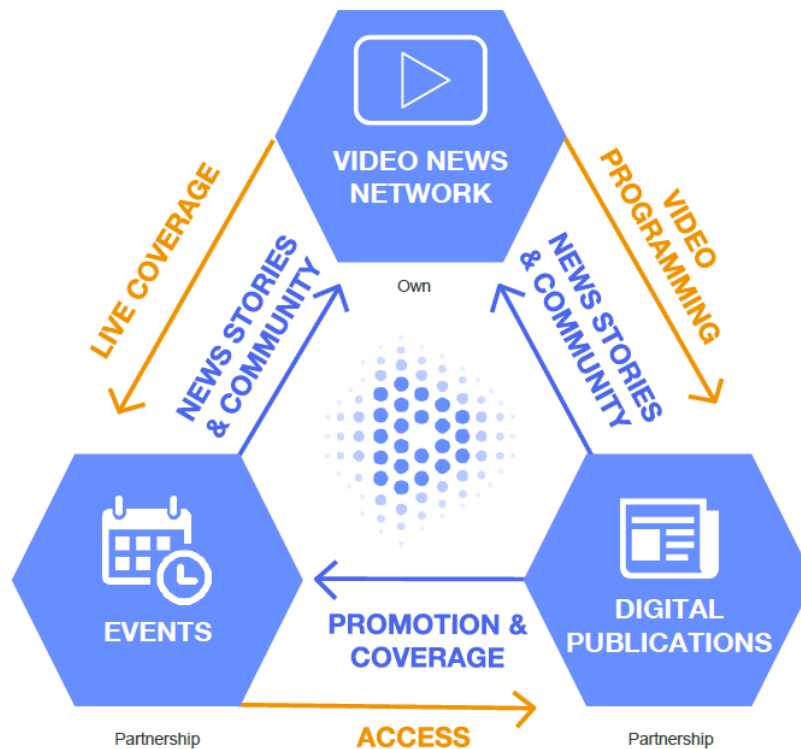 VIDEO NEWS
NETWORK
Own
LIVE COVERAGE
NEWS STORIES
& COMMUNITY
VIDEO
PROGRAMMING
NEWS STORIES
& COMMUNITY
EVENTS
Partnership
PROMOTION &
COVERAGE
ACCESS
DIGITAL
PUBLICATIONS
Partnership